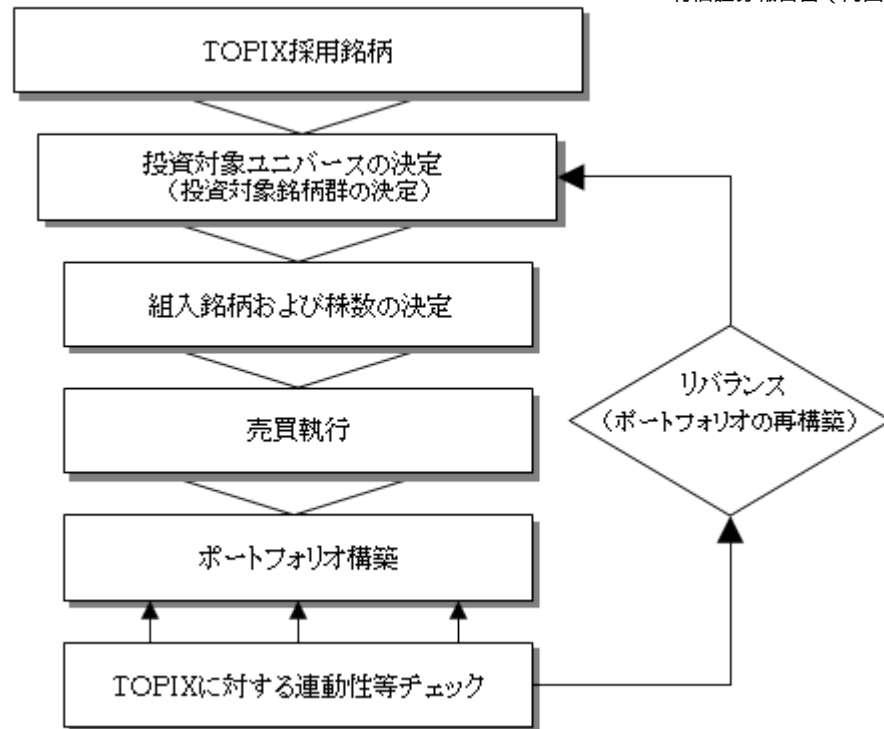 TOPIX採用銘柄
投資対象ユニバースの決定
（投資対象銘柄群の決定）
組入銘柄および株数の決定
リバランス
（ポートフォリオの再構築）
売買執行
ポートフォリオ構築
TOPIXに対する連動性等チェック